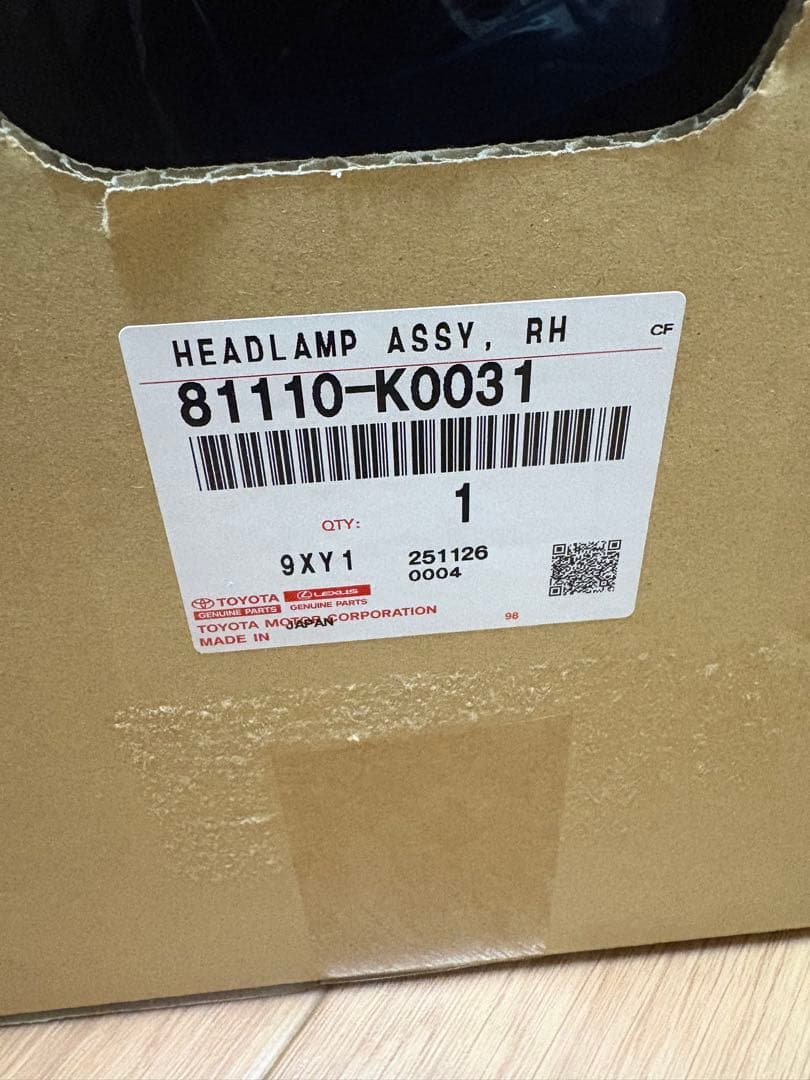 HEADLAMP ASSY, RH
CF
81110-K0031
QTY: 1
9XY1
251126
0004
TOYOTA
GENUINE PARTS
LEXUS
GENUINE PARTS
TOYOTA MOTOR CORPORATION
MADE IN JAPAN
98